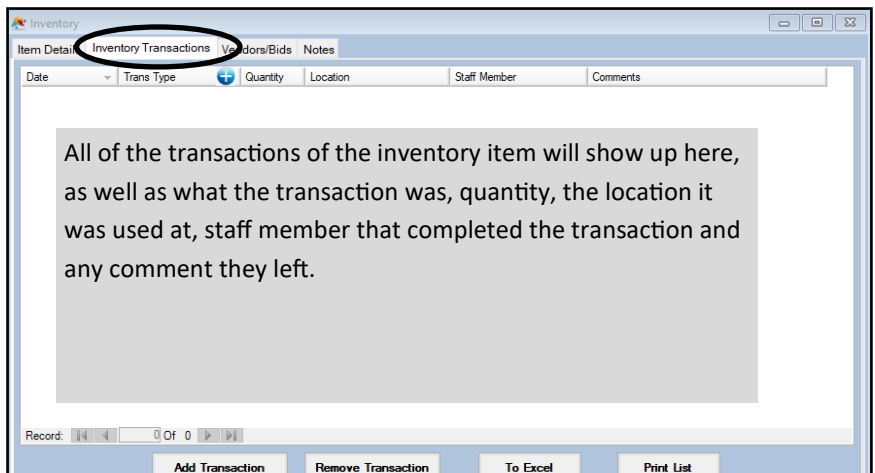 Inventory
Item Detail Inventory Transactions Vendors/Bids Notes
Date Trans Type Quantity Location Staff Member Comments
All of the transactions of the inventory item will show up here,
as well as what the transaction was, quantity, the location it
was used at, staff member that completed the transaction and
any comment they left.
Record: 0 Of 0
Add Transaction Remove Transaction To Excel Print List